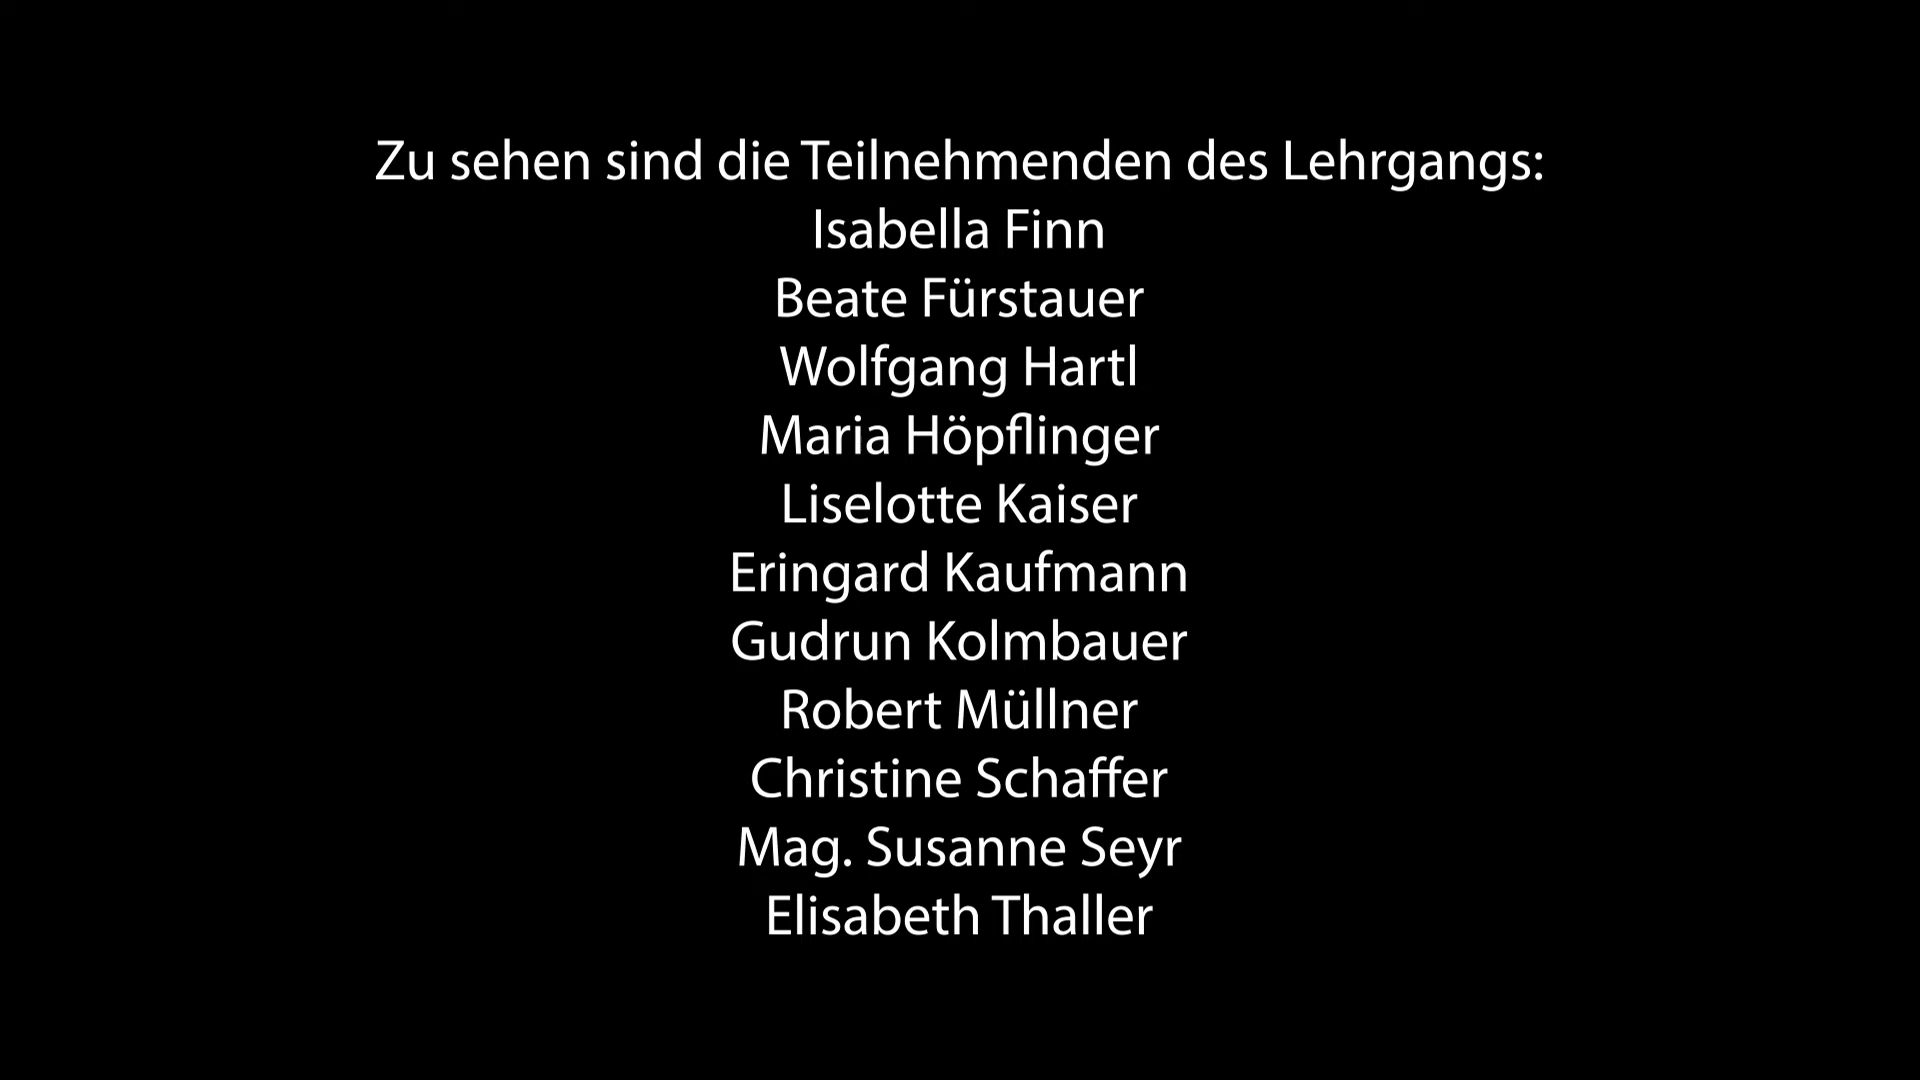 Zu sehen sind die Teilnehmenden des Lehrgangs:
Isabella Finn
Beate Fürstauer
Wolfgang Hartl
Maria Höpflinger
Liselotte Kaiser
Eringard Kaufmann
Gudrun Kolmbauer
Robert Müllner
Christine Schaffer
Mag. Susanne Seyr
Elisabeth Thaller